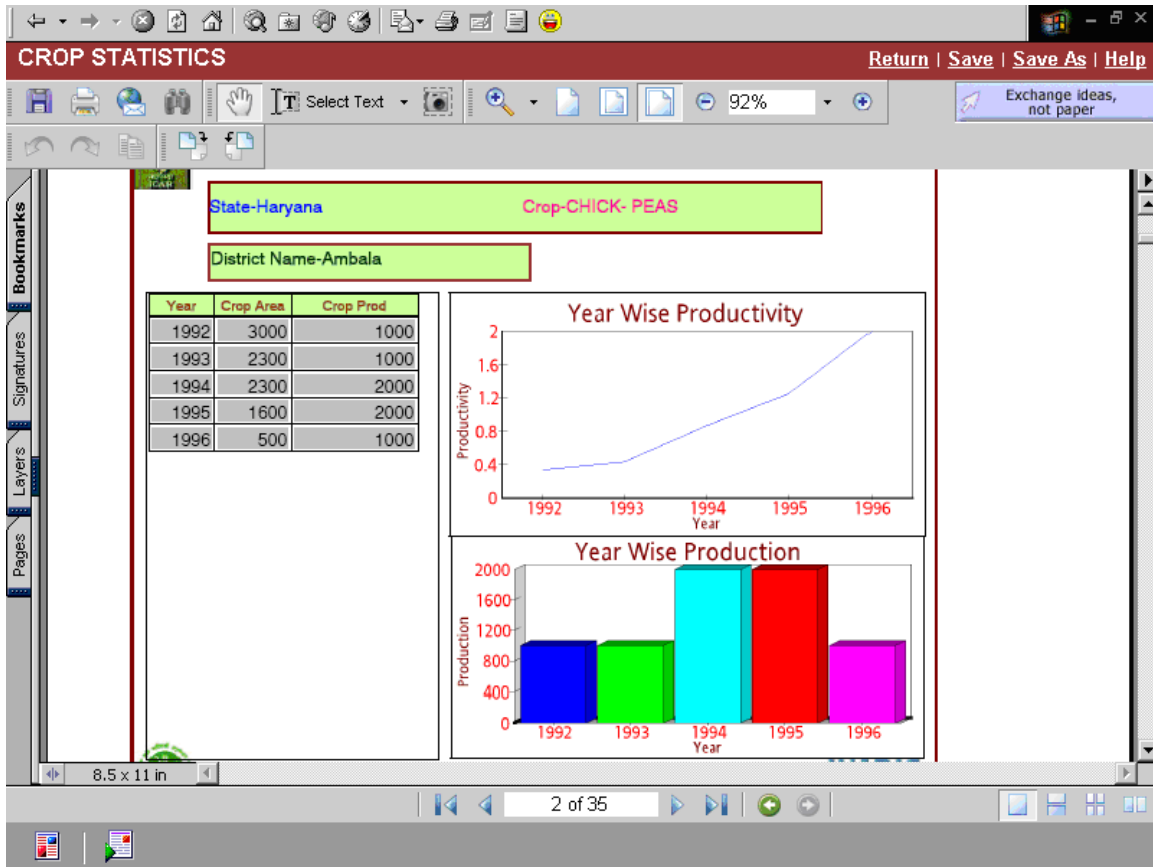 CROP STATISTICS
Return | Save | Save As | Help
Select Text
92%
Exchange ideas,
not paper
Bookmarks
Signatures
Layers
Pages
ICAR
State-Haryana Crop-CHICK- PEAS
District Name-Ambala
Year Crop Area Crop Prod
1992 3000 1000
1993 2300 1000
1994 2300 2000
1995 1600 2000
1996 500 1000
Year Wise Productivity
Productivity
2
1.6
1.2
0.8
0.4
0
1992 1993 1994 1995 1996
Year
Year Wise Production
Production
2000
1600
1200
800
400
0
1992 1993 1994 1995 1996
Year
8.5 x 11 in
2 of 35